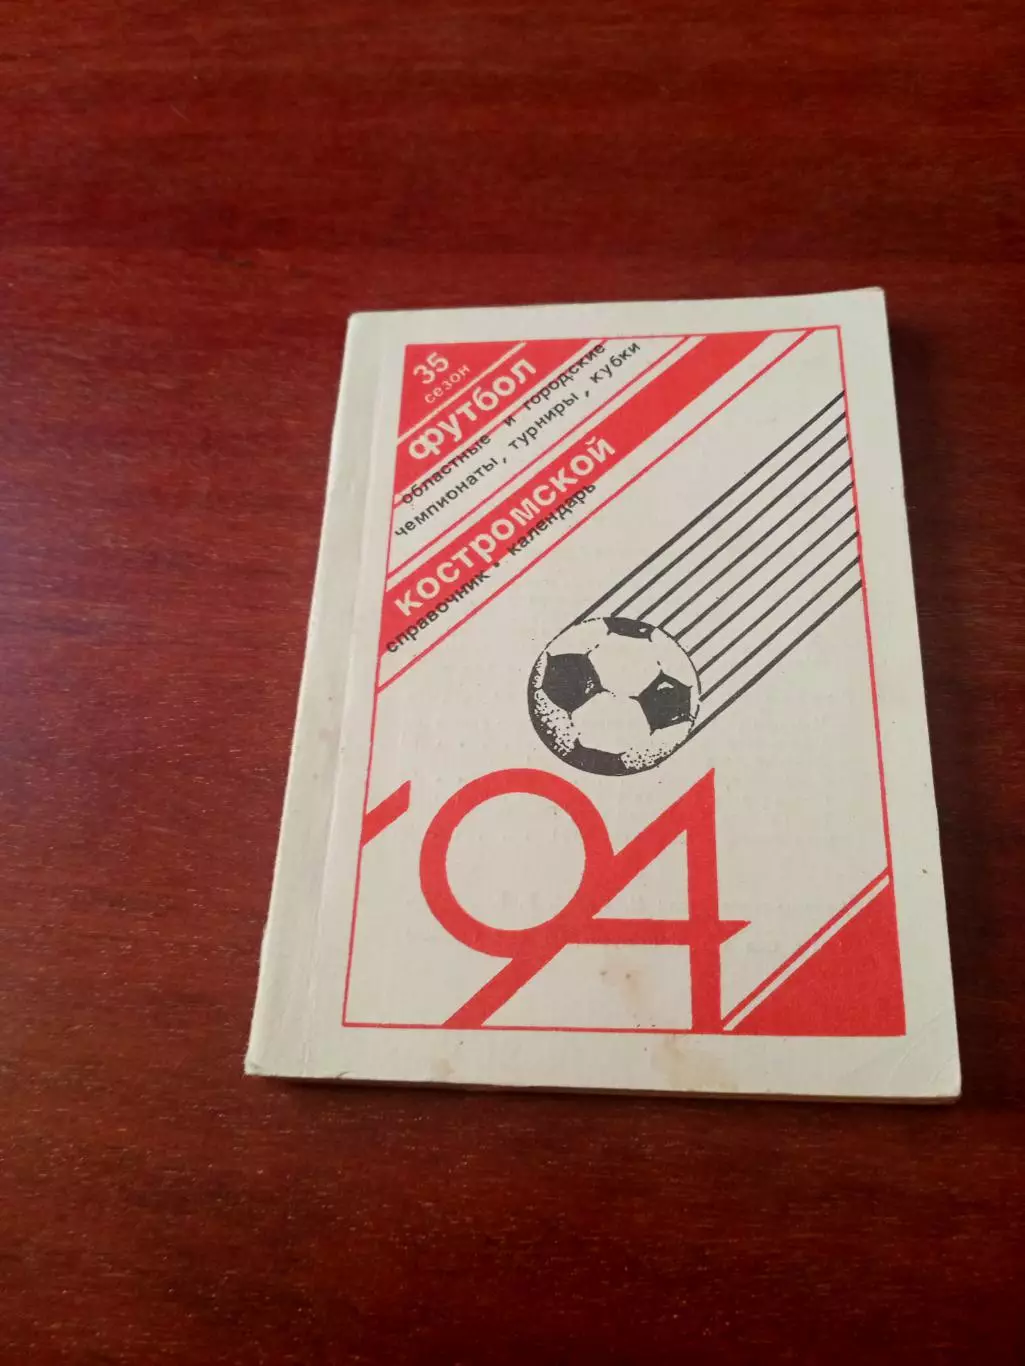 35
сезон
футбол
областные и городские
чемпионаты, турниры, кубки
костромской
справочник • календарь
'94